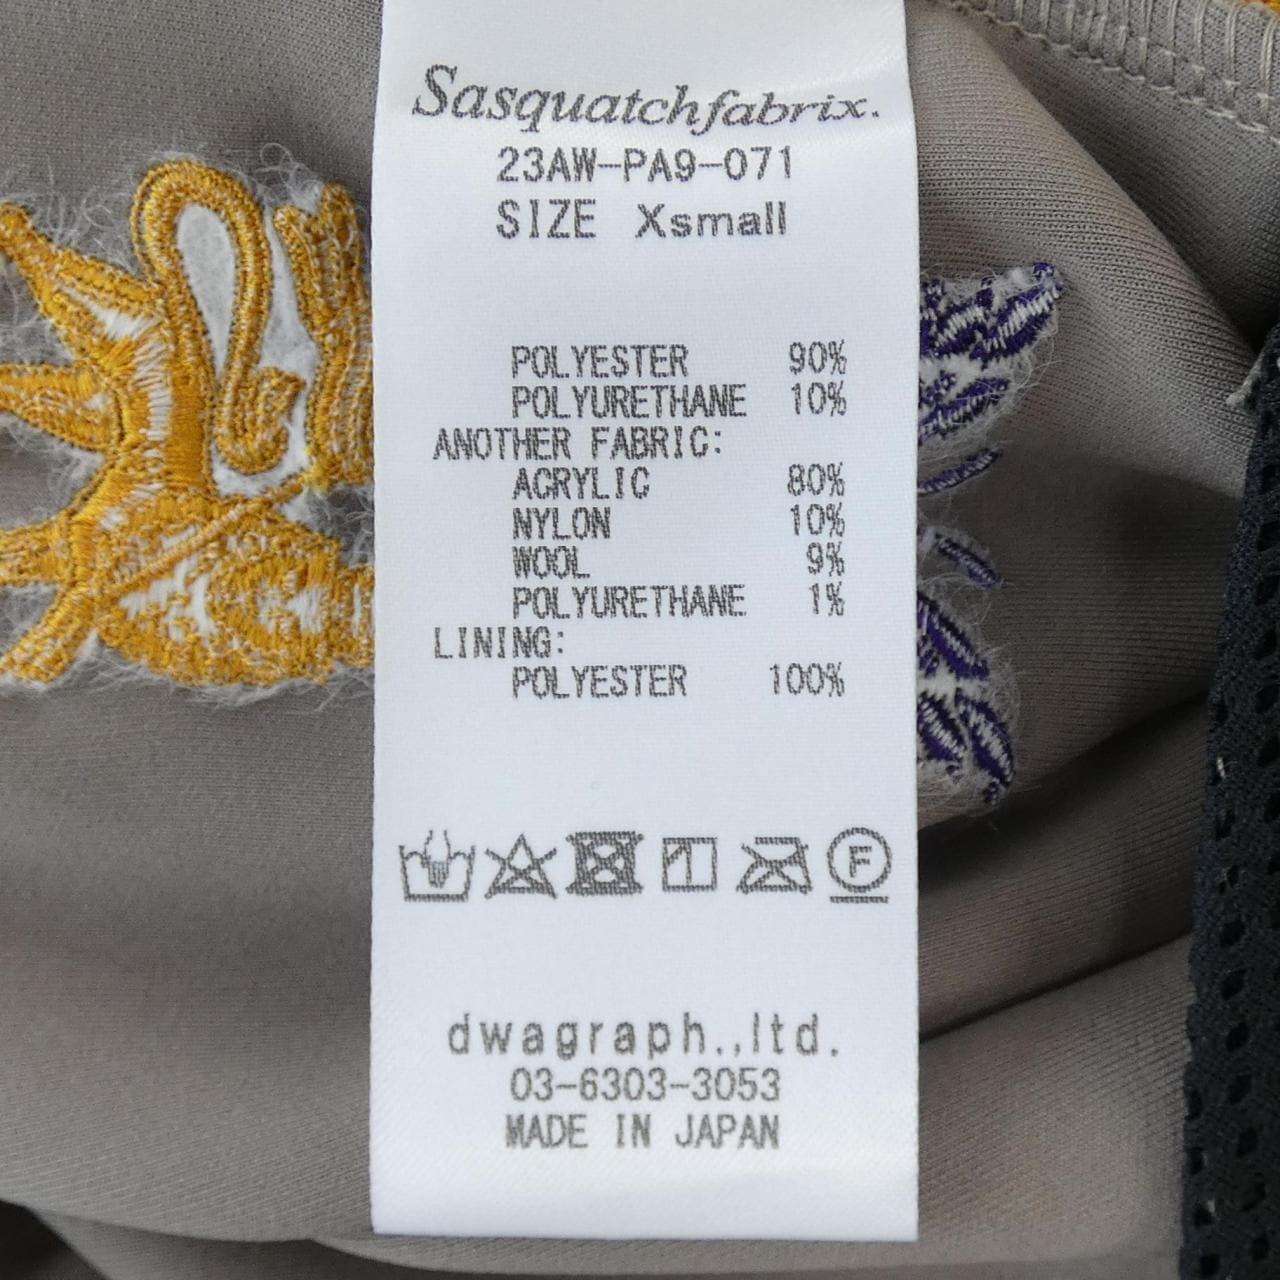 Sasquatchfabrix.
23AW-PA9-071
SIZE Xsmall
POLYESTER 90%
POLYURETHANE 10%
ANOTHER FABRIC:
ACRYLIC 80%
NYLON 10%
WOOL 9%
POLYURETHANE 1%
LINING:
POLYESTER 100%
F
dwagraph.,ltd.
03-6303-3053
MADE IN JAPAN